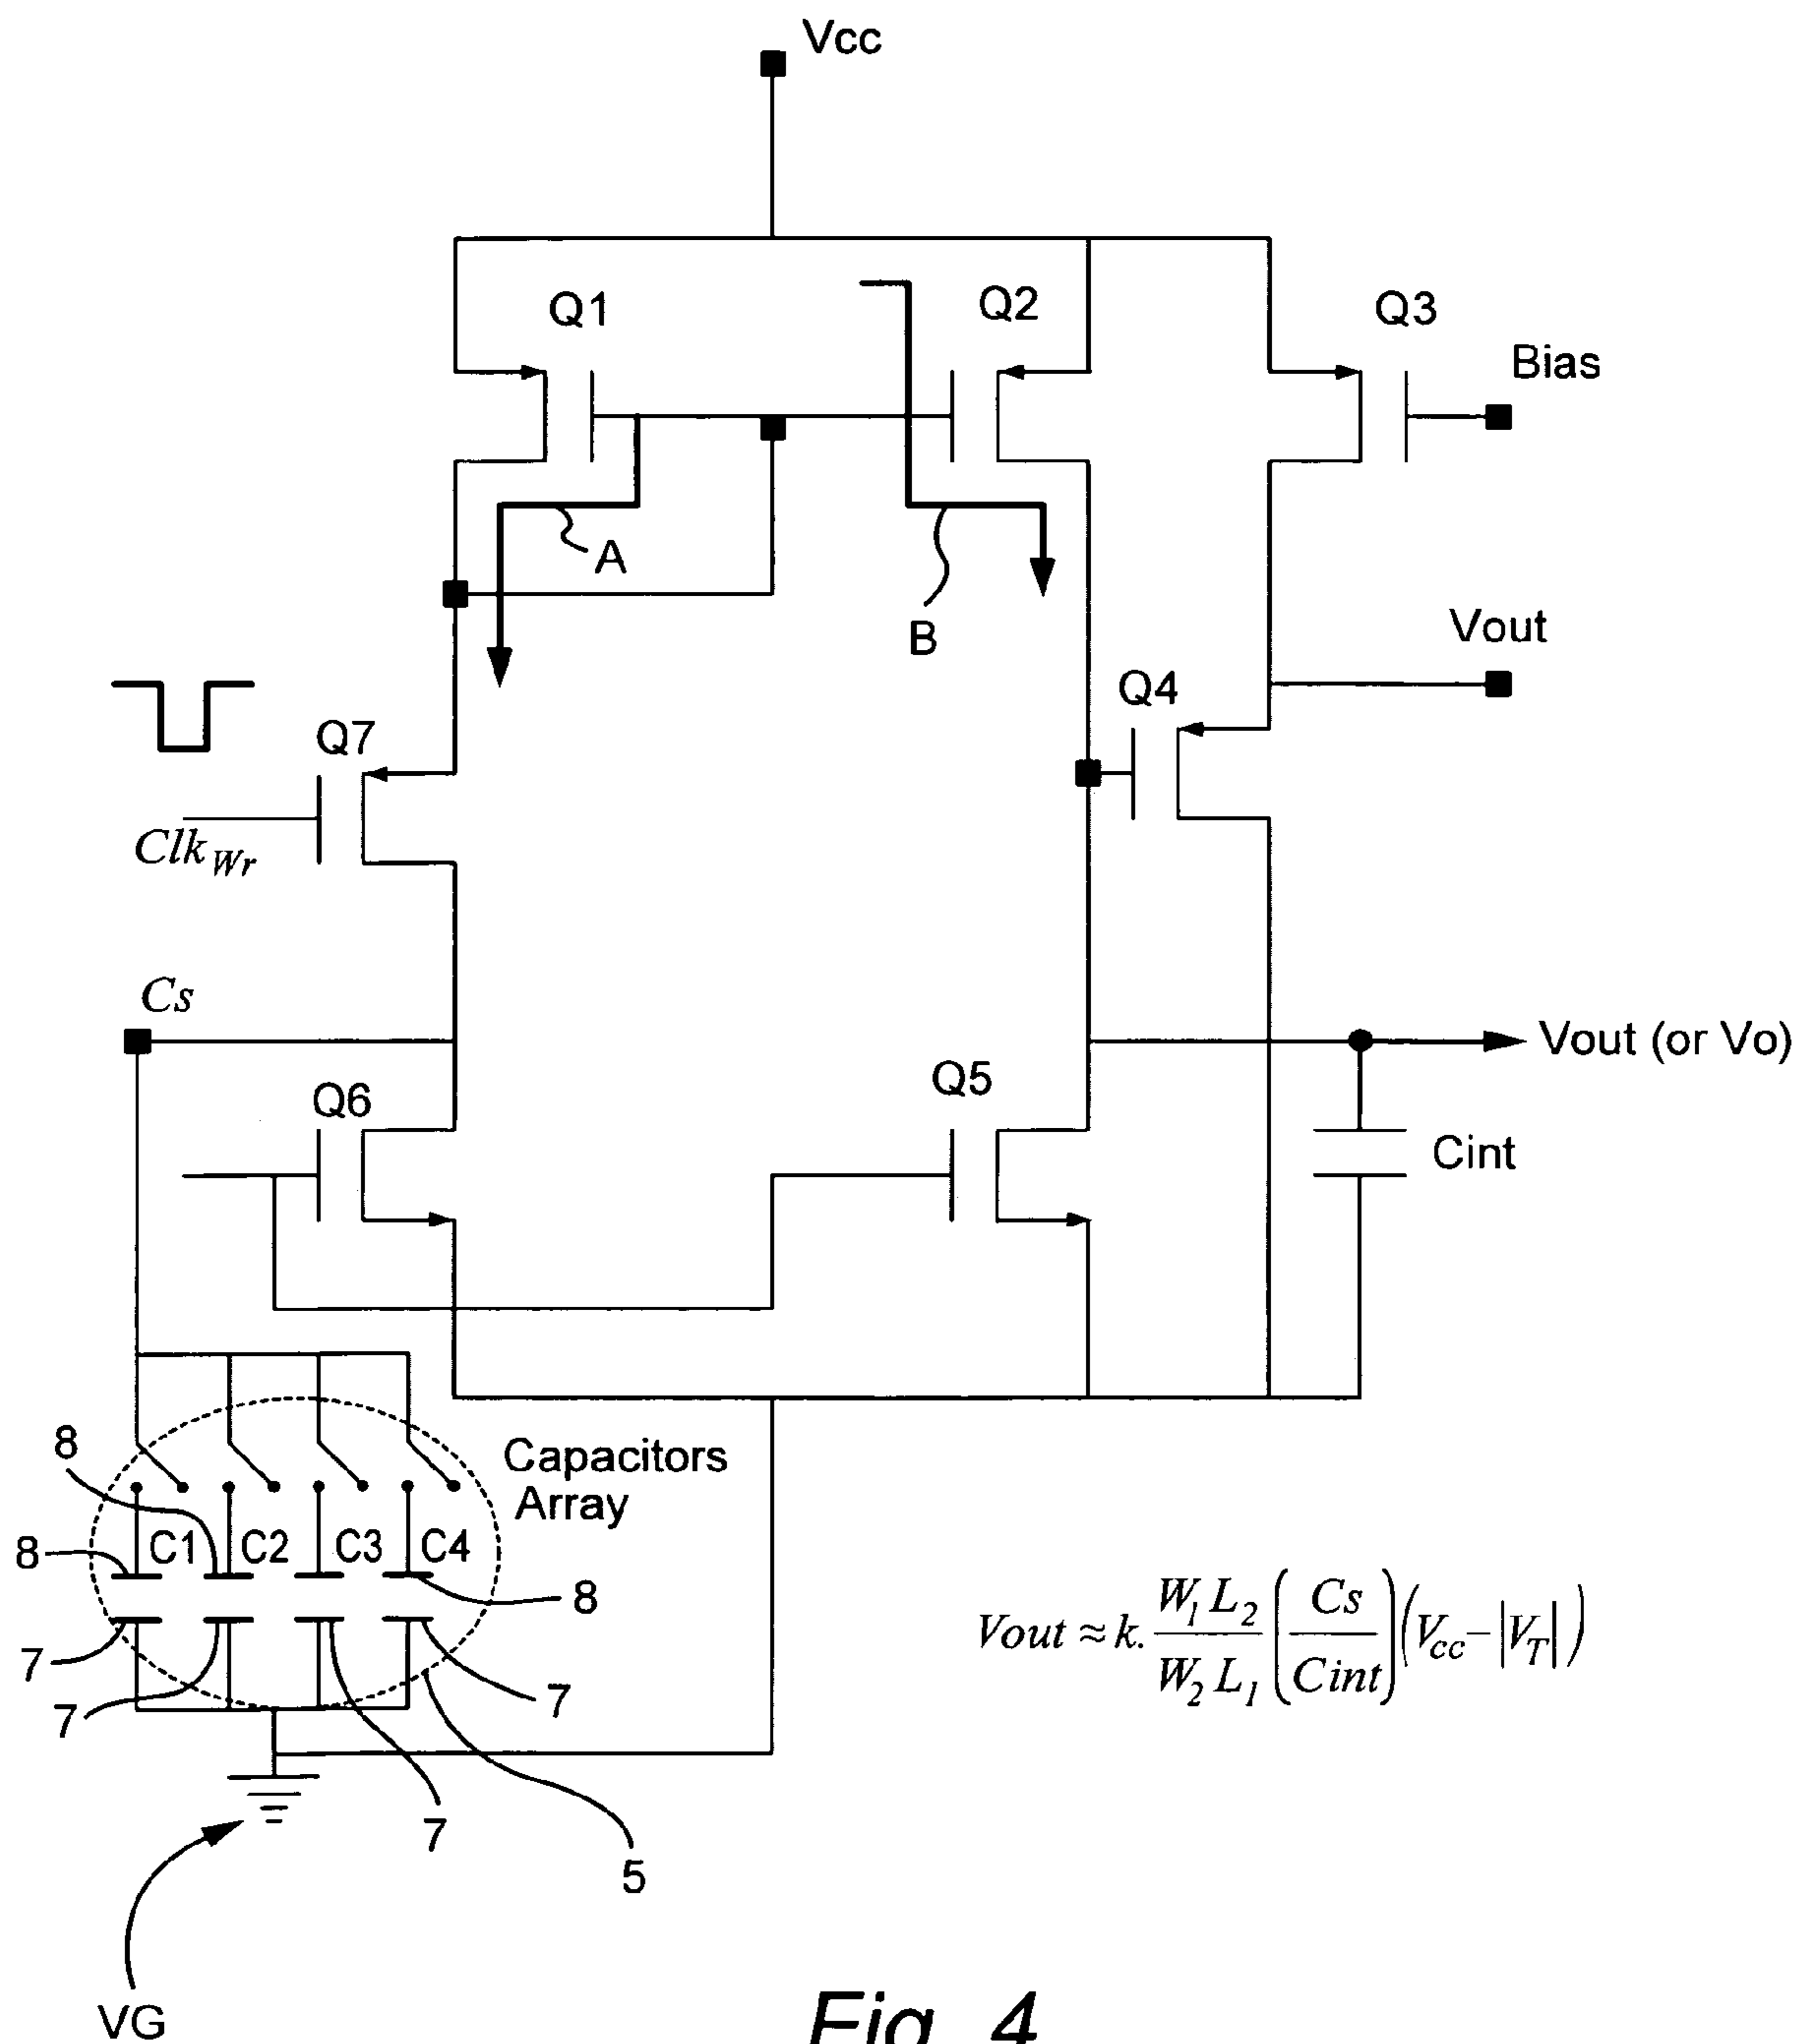 Vcc
Q1
Q2
Q3
Bias
A
B
Vout
Q4
Q7
Clk Wr
Cs
Vout (or Vo)
Q6
Q5
Cint
8
Capacitors
Array
8
C1
C2
C3
C4
8
7
7
7
7
5
Vout ≈ k. W1 L2 / W2 L1 (Cs / Cint) (Vcc - |VT|)
VG
Fig. 4